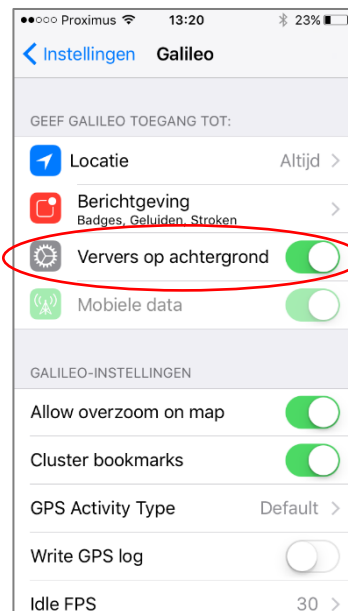 Proximus 13:20 23%
Instellingen Galileo
GEEF GALILEO TOEGANG TOT:
Locatie Altijd
Berichtgeving
Badges, Geluiden, Stroken
Ververs op achtergrond
Mobiele data
GALILEO-INSTELLINGEN
Allow overzoom on map
Cluster bookmarks
GPS Activity Type Default
Write GPS log
Idle FPS 30